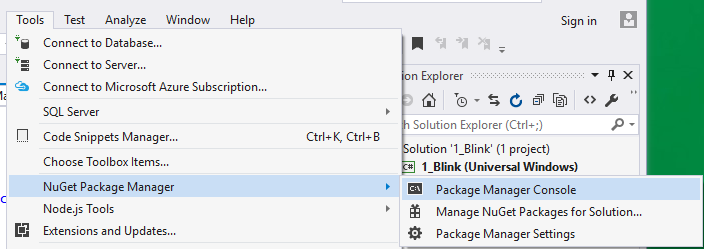 Tools Test Analyze Window Help Sign in
Connect to Database...
Connect to Server...
Connect to Microsoft Azure Subscription...
SQL Server
Code Snippets Manager... Ctrl+K, Ctrl+B
Choose Toolbox Items...
NuGet Package Manager
Node.js Tools
Extensions and Updates...
Solution Explorer (Ctrl+;)
Solution '1_Blink' (1 project)
C# 1_Blink (Universal Windows)
C:\ Package Manager Console
Manage NuGet Packages for Solution...
Package Manager Settings